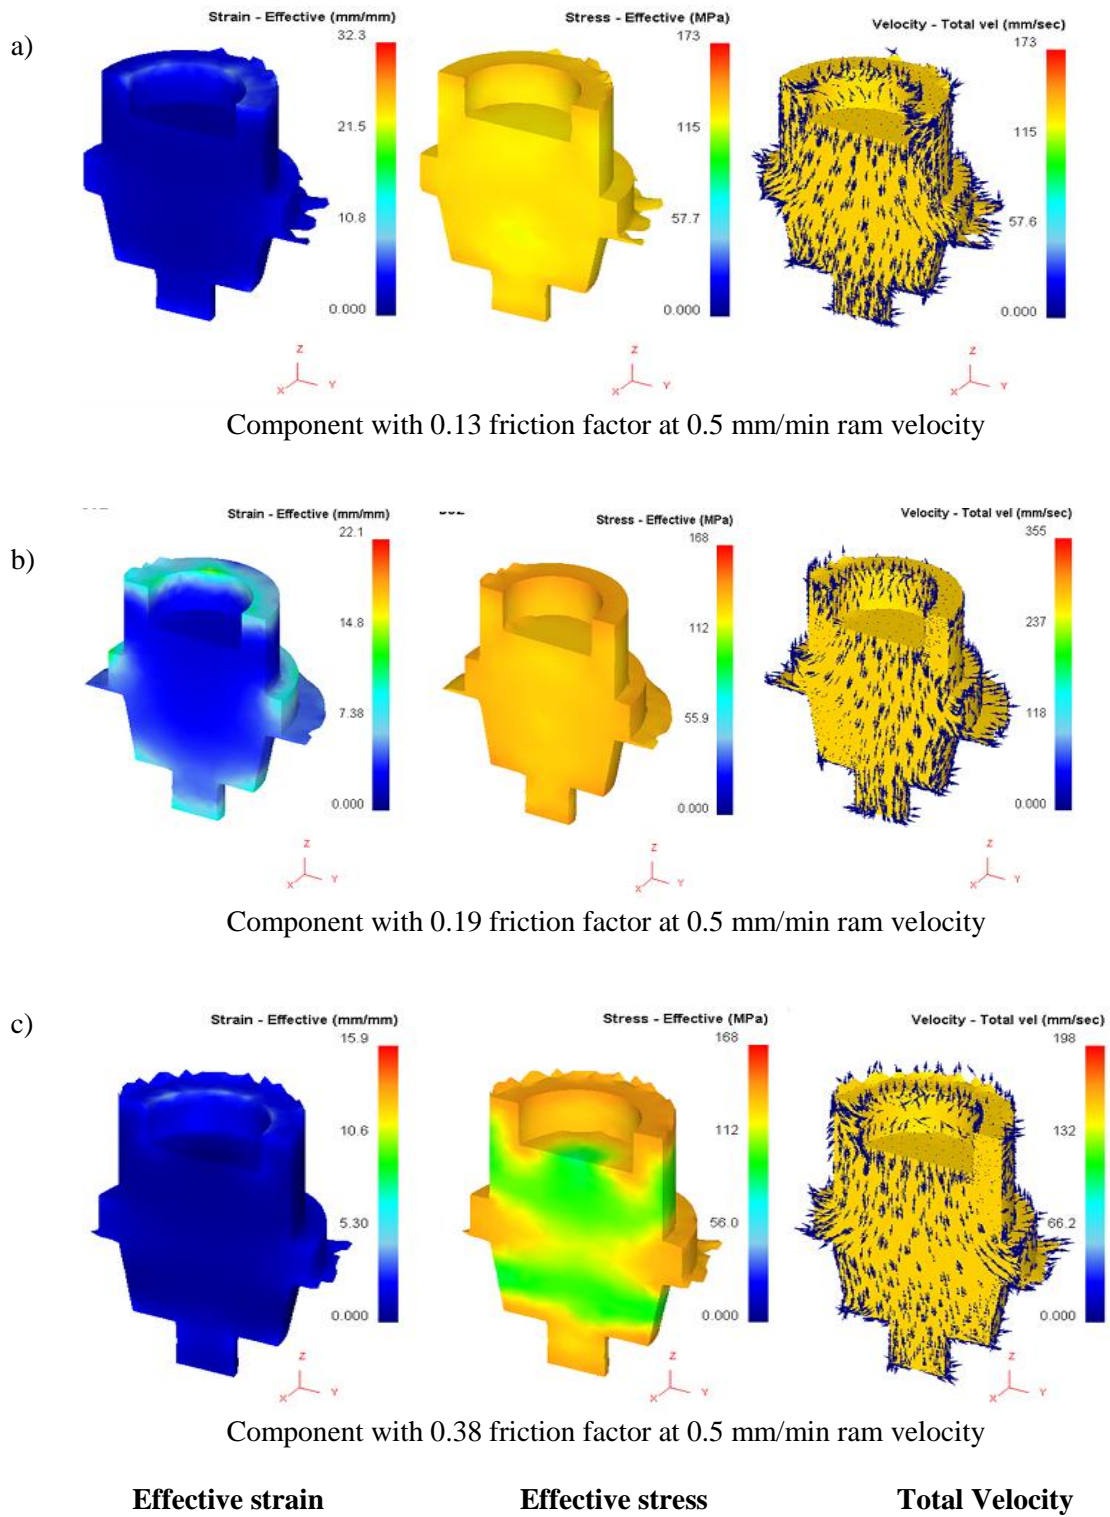 a)
Strain - Effective (mm/mm)
32.3
21.5
10.8
0.000
Z
X
Y
Stress - Effective (MPa)
173
115
57.7
0.000
Z
X
Y
Velocity - Total vel (mm/sec)
173
115
57.6
0.000
Z
X
Y
Component with 0.13 friction factor at 0.5 mm/min ram velocity
b)
Strain - Effective (mm/mm)
22.1
14.8
7.38
0.000
Z
X
Y
Stress - Effective (MPa)
168
112
55.9
0.000
Z
X
Y
Velocity - Total vel (mm/sec)
355
237
118
0.000
Z
X
Y
Component with 0.19 friction factor at 0.5 mm/min ram velocity
c)
Strain - Effective (mm/mm)
15.9
10.6
5.30
0.000
Z
X
Y
Stress - Effective (MPa)
168
112
56.0
0.000
Z
X
Y
Velocity - Total vel (mm/sec)
198
132
66.2
0.000
Z
X
Y
Component with 0.38 friction factor at 0.5 mm/min ram velocity
Effective strain
Effective stress
Total Velocity